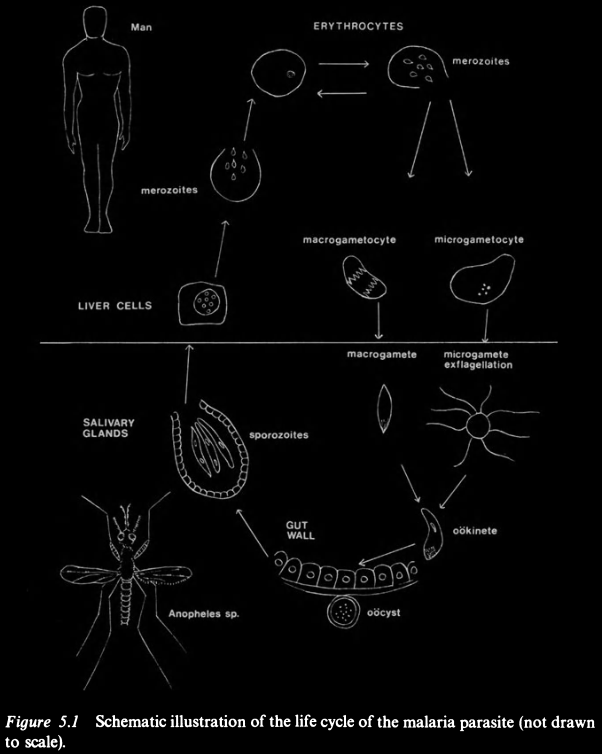 Man
ERYTHROCYTES
merozoites
merozoites
macrogametocyte
microgametocyte
LIVER CELLS
macrogamete
microgamete
exflagellation
SALIVARY
GLANDS
sporozoites
GUT
WALL
oökinete
oöcyst
Anopheles sp.
Figure 5.1 Schematic illustration of the life cycle of the malaria parasite (not drawn
to scale).